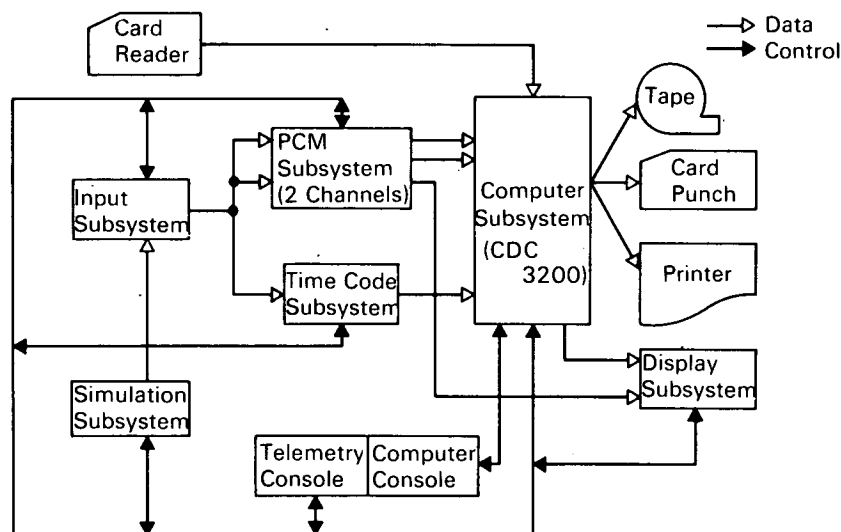 Card
Reader
Data
Control
Tape
PCM
Subsystem
(2 Channels)
Card
Punch
Input
Subsystem
Computer
Subsystem
(CDC
3200)
Printer
Time Code
Subsystem
Display
Subsystem
Simulation
Subsystem
Telemetry
Console
Computer
Console